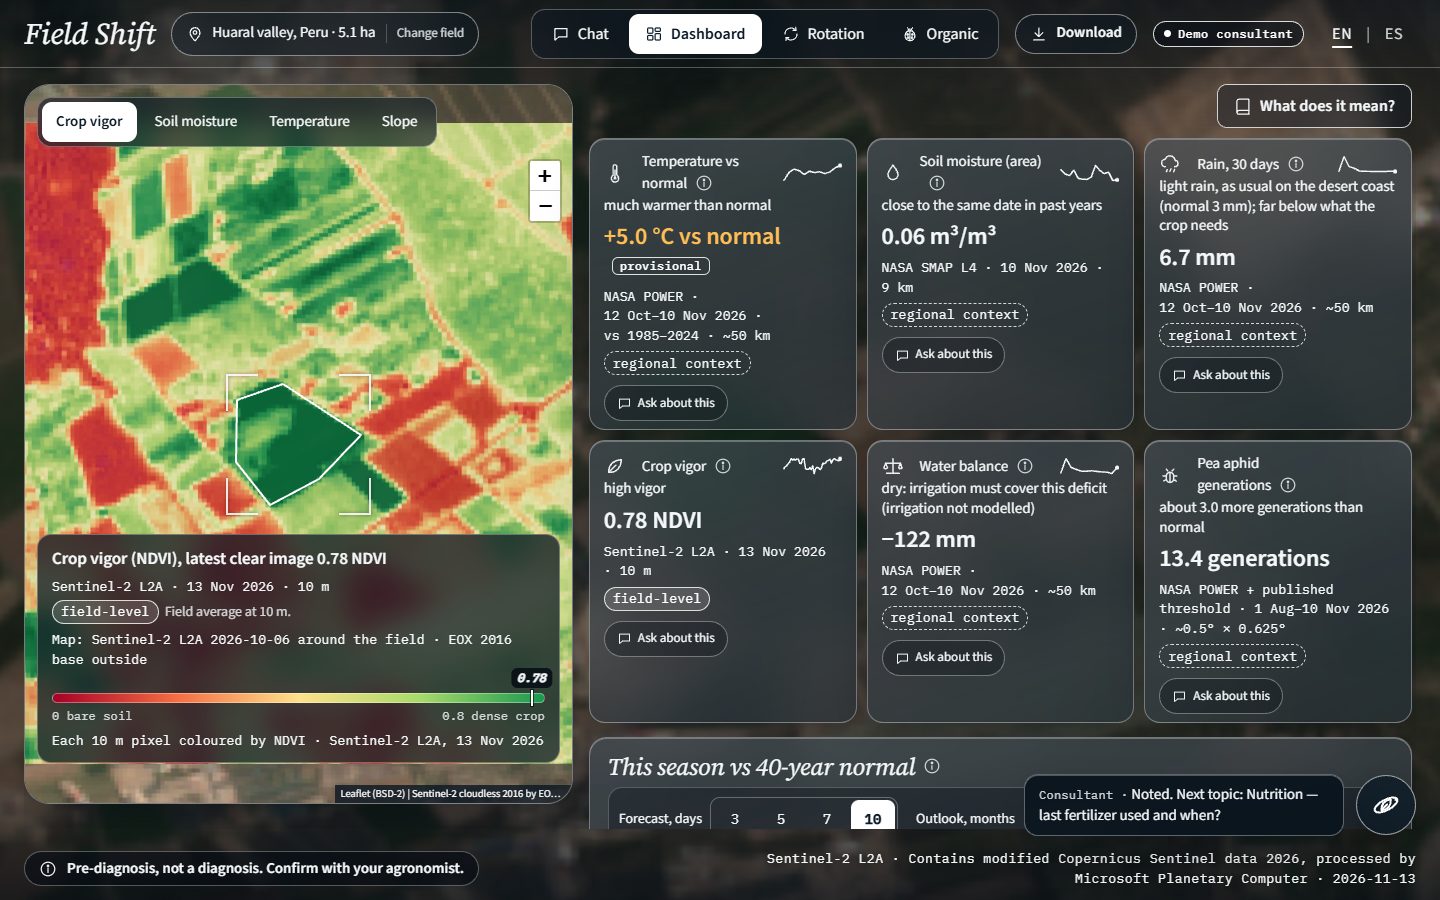 Field Shift
Huaral valley, Peru · 5.1 ha
Change field
Chat
Dashboard
Rotation
Organic
Download
Demo consultant
EN | ES
Crop vigor
Soil moisture
Temperature
Slope
+
−
What does it mean?
Temperature vs
normal
much warmer than normal
+5.0 °C vs normal
provisional
NASA POWER ·
12 Oct–10 Nov 2026 ·
vs 1985–2024 · ~50 km
regional context
Ask about this
Soil moisture (area)
close to the same date in past years
0.06 m³/m³
NASA SMAP L4 · 10 Nov 2026 ·
9 km
regional context
Ask about this
Rain, 30 days
light rain, as usual on the desert coast
(normal 3 mm); far below what the
crop needs
6.7 mm
NASA POWER ·
12 Oct–10 Nov 2026 · ~50 km
regional context
Ask about this
Crop vigor
high vigor
0.78 NDVI
Sentinel-2 L2A · 13 Nov 2026
· 10 m
field-level
Ask about this
Water balance
dry: irrigation must cover this deficit
(irrigation not modelled)
−122 mm
NASA POWER ·
12 Oct–10 Nov 2026 · ~50 km
regional context
Ask about this
Pea aphid
generations
about 3.0 more generations than
normal
13.4 generations
NASA POWER + published
threshold · 1 Aug–10 Nov 2026
· ~0.5° × 0.625°
regional context
Ask about this
Crop vigor (NDVI), latest clear image 0.78 NDVI
Sentinel-2 L2A · 13 Nov 2026 · 10 m
field-level Field average at 10 m.
Map: Sentinel-2 L2A 2026-10-06 around the field · EOX 2016
base outside
0.78
0 bare soil
0.8 dense crop
Each 10 m pixel coloured by NDVI · Sentinel-2 L2A, 13 Nov 2026
Leaflet (BSD-2) | Sentinel-2 cloudless 2016 by EO...
This season vs 40-year normal
Forecast, days 3 5 7 10 Outlook, months
Consultant · Noted. Next topic: Nutrition —
last fertilizer used and when?
Pre-diagnosis, not a diagnosis. Confirm with your agronomist.
Sentinel-2 L2A · Contains modified Copernicus Sentinel data 2026, processed by
Microsoft Planetary Computer · 2026-11-13